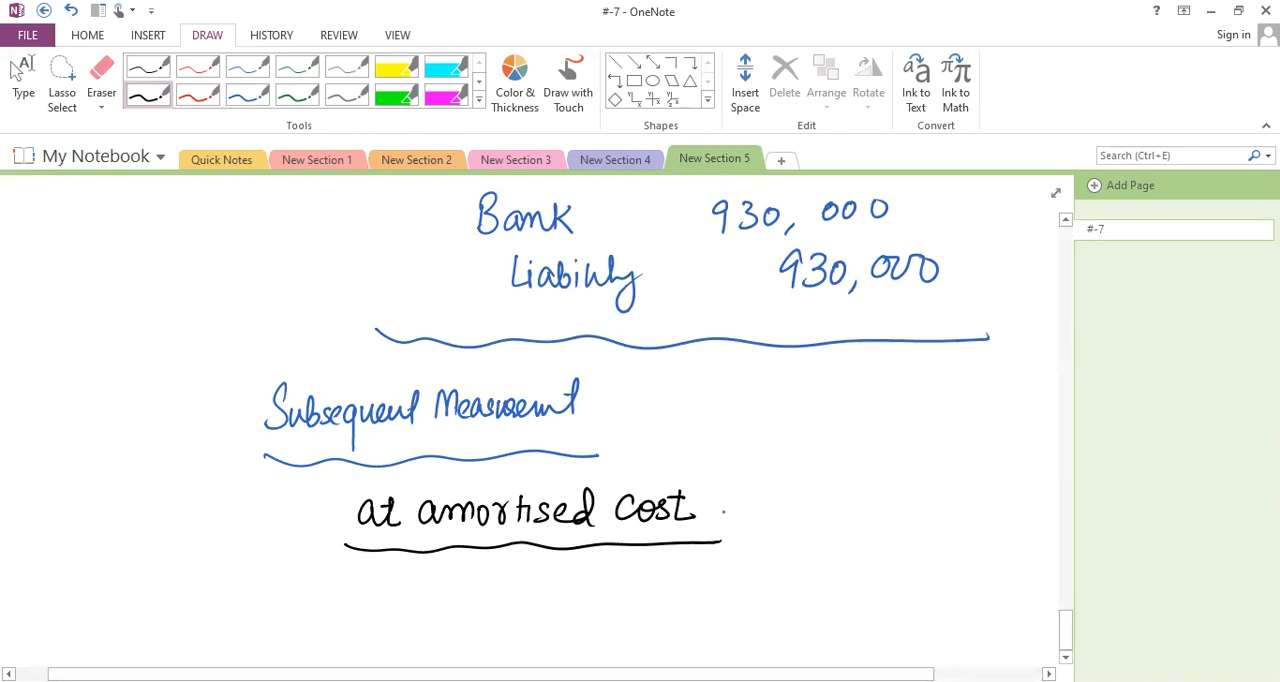 #-7 - OneNote
? 
Sign in
FILE HOME INSERT DRAW HISTORY REVIEW VIEW
Type Lasso Select Eraser Color & Thickness Draw with Touch Insert Space Delete Arrange Rotate Ink to Text Ink to Math
Tools Shapes Edit Convert
My Notebook Quick Notes New Section 1 New Section 2 New Section 3 New Section 4 New Section 5 Search (Ctrl+E)
Add Page
#-7
Bank 930,000
Liability 930,000
Subsequent Measurement
at amortised cost